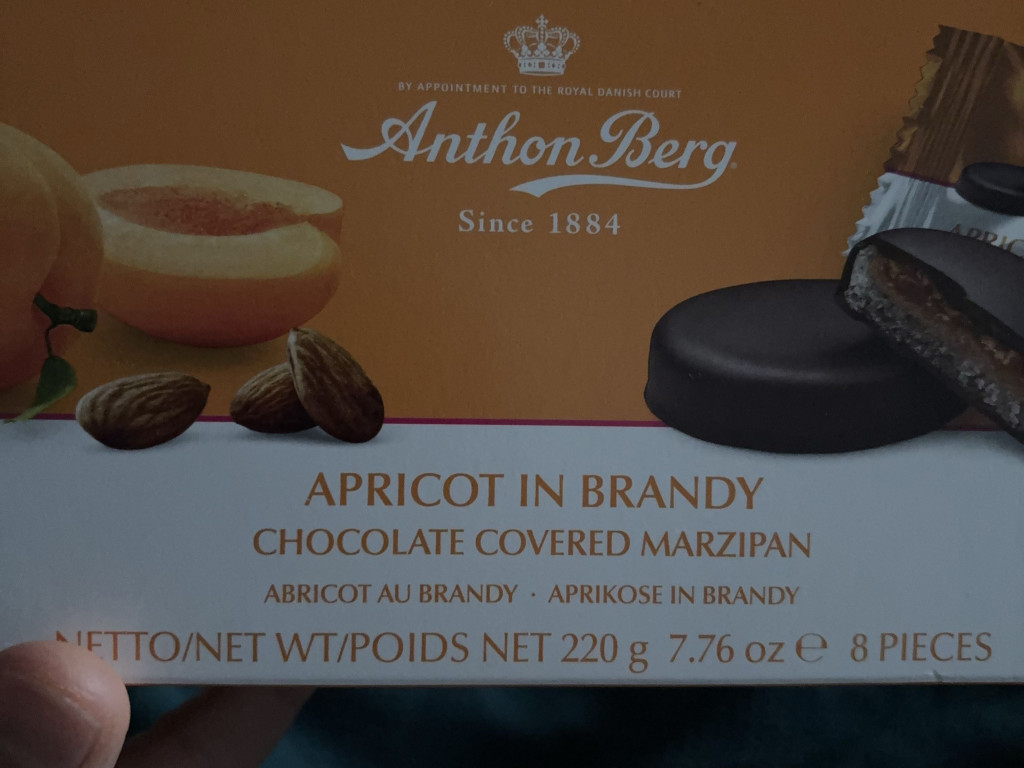 BY APPOINTMENT TO THE ROYAL DANISH COURT
Anthon Berg
Since 1884
APRICOT IN BRANDY
CHOCOLATE COVERED MARZIPAN
ABRICOT AU BRANDY · APRIKOSE IN BRANDY
NETTO/NET WT/POIDS NET 220 g 7.76 oz ℮ 8 PIECES